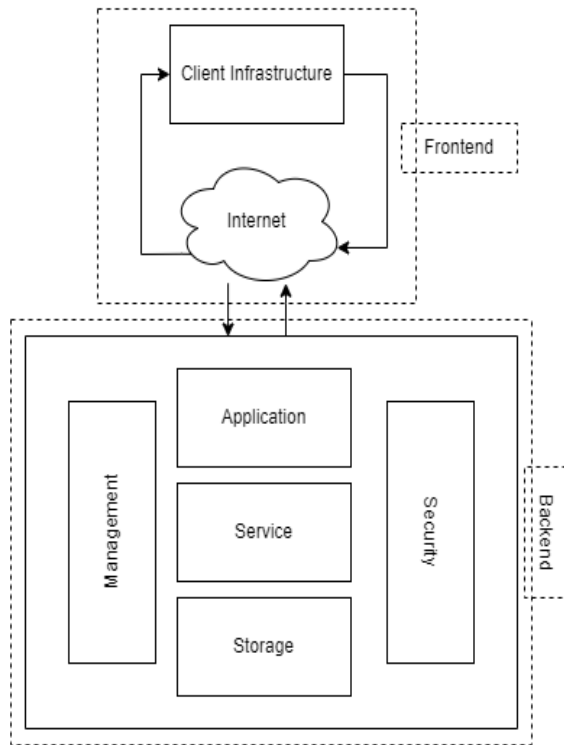 Client Infrastructure
Frontend
Internet
Application
Management
Service
Security
Backend
Storage